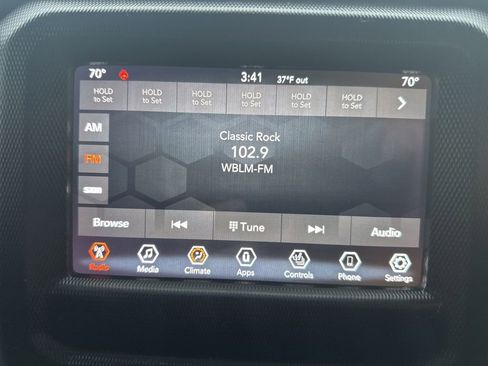 70° 3:41 37°F out 70°
HOLD to Set HOLD to Set HOLD to Set HOLD to Set HOLD to Set HOLD to Set
AM
Classic Rock
102.9
FM
WBLM-FM
SXM
Browse Tune Audio
Radio Media Climate Apps Controls Phone Settings